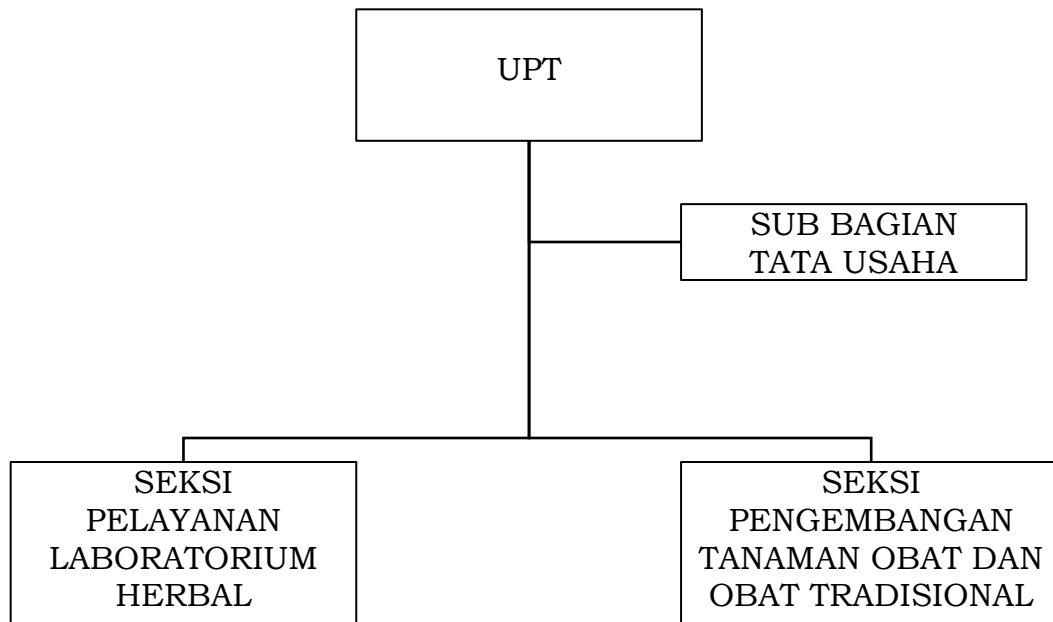 UPT
SUB BAGIAN
TATA USAHA
SEKSI
PELAYANAN
LABORATORIUM
HERBAL
SEKSI
PENGEMBANGAN
TANAMAN OBAT DAN
OBAT TRADISIONAL